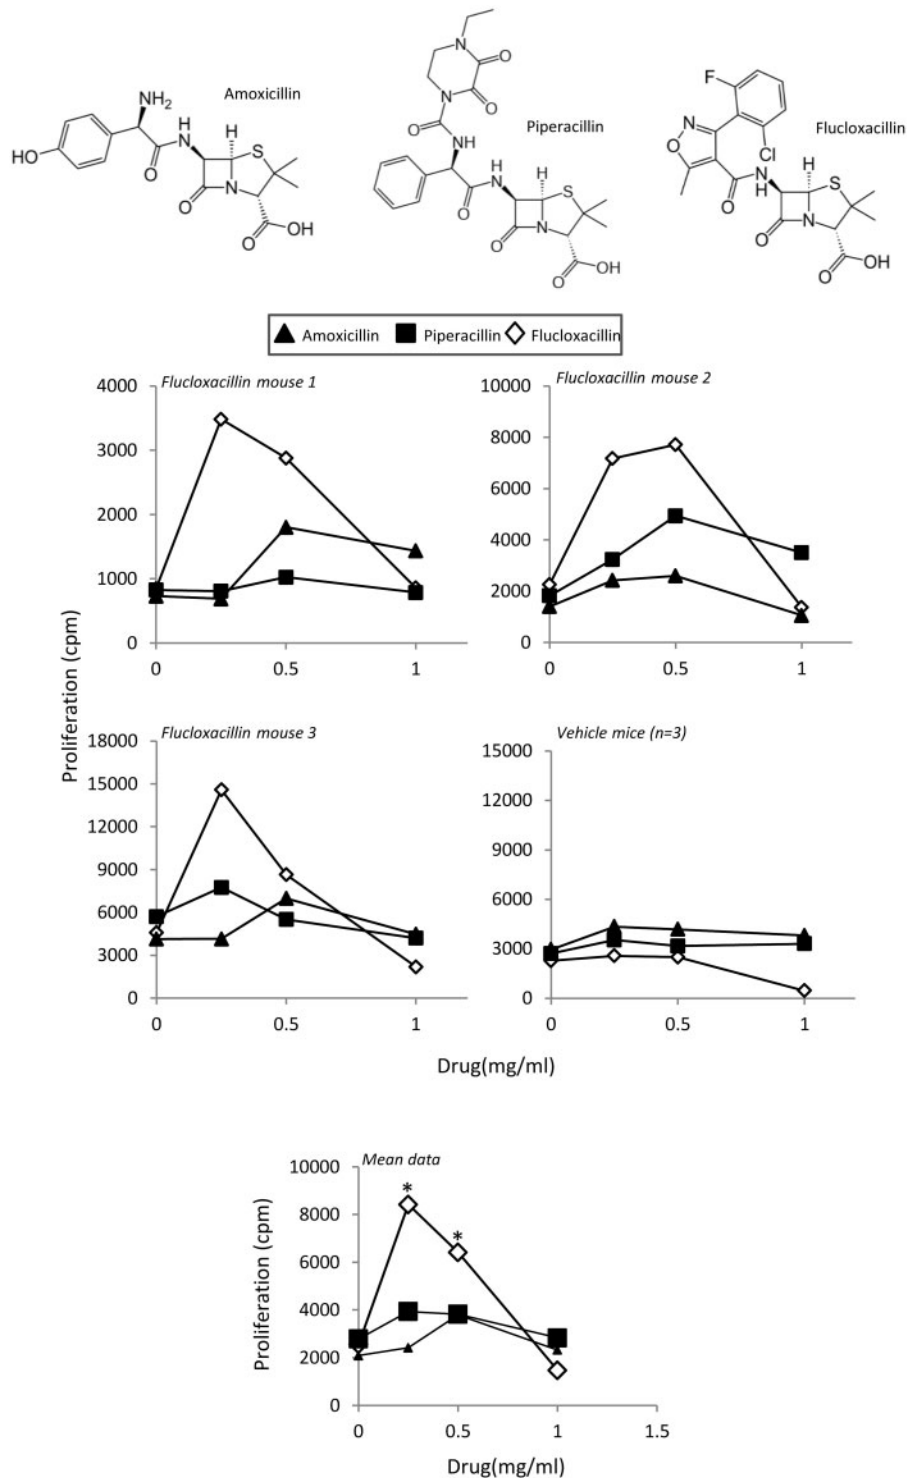 Amoxicillin
Piperacillin
Flucloxacillin
NH2
HO
O
H
N
H
S
O
N
O
OH
N
N
O
O
O
NH
O
H
N
H
S
O
N
O
OH
F
N
O
Cl
O
N
H
H
S
O
N
O
OH
Amoxicillin Piperacillin Flucloxacillin
Flucloxacillin mouse 1
4000
3000
2000
1000
0
0 0.5 1
Flucloxacillin mouse 2
10000
8000
6000
4000
2000
0
0 0.5 1
Proliferation (cpm)
Flucloxacillin mouse 3
18000
15000
12000
9000
6000
3000
0
0 0.5 1
Vehicle mice (n=3)
15000
12000
9000
6000
3000
0
0 0.5 1
Drug(mg/ml)
Mean data
Proliferation (cpm)
10000
8000
6000
4000
2000
0
*
*
0 0.5 1 1.5
Drug(mg/ml)